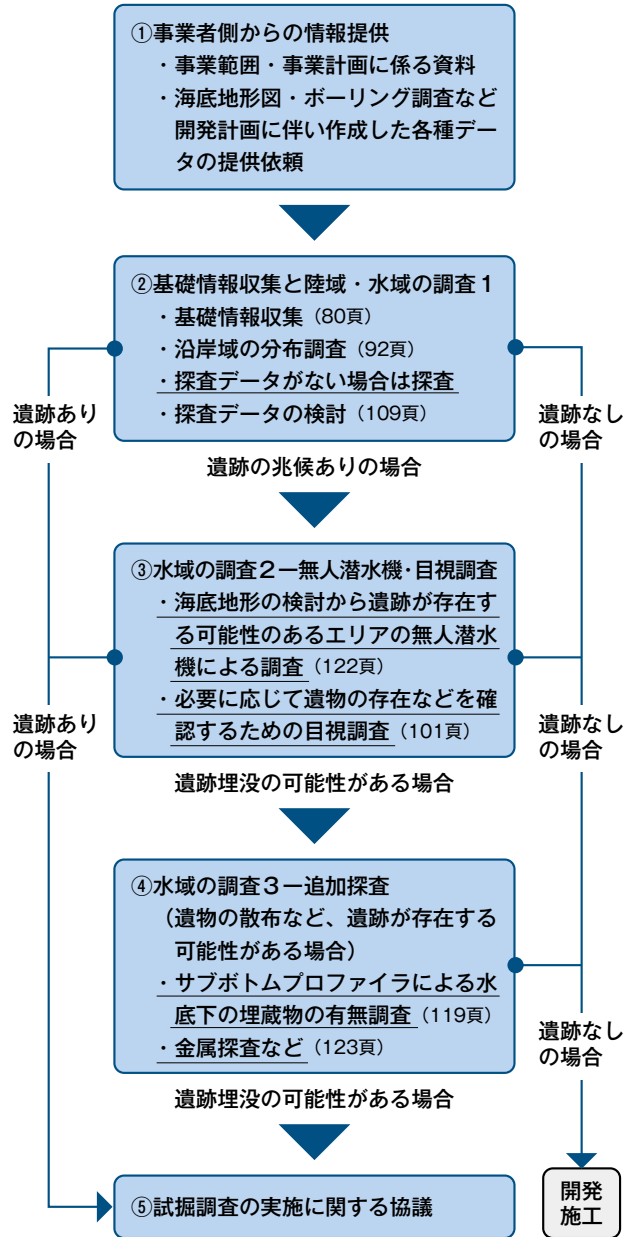 ①事業者側からの情報提供
・事業範囲・事業計画に係る資料
・海底地形図・ボーリング調査など
開発計画に伴い作成した各種デー
タの提供依頼
②基礎情報収集と陸域・水域の調査1
・基礎情報収集(80頁)
・沿岸域の分布調査(92頁)
・探査データがない場合は探査
・探査データの検討(109頁)
遺跡あり
の場合
遺跡なし
の場合
遺跡の兆候ありの場合
③水域の調査2ー無人潜水機・目視調査
・海底地形の検討から遺跡が存在す
る可能性のあるエリアの無人潜水
機による調査(122頁)
・必要に応じて遺物の存在などを確
認するための目視調査(101頁)
遺跡あり
の場合
遺跡なし
の場合
遺跡埋没の可能性がある場合
④水域の調査3ー追加探査
(遺物の散布など、遺跡が存在する
可能性がある場合)
・サブボトムプロファイラによる水
底下の埋蔵物の有無調査(119頁)
・金属探査など(123頁)
遺跡なし
の場合
遺跡埋没の可能性がある場合
⑤試掘調査の実施に関する協議
開発
施工